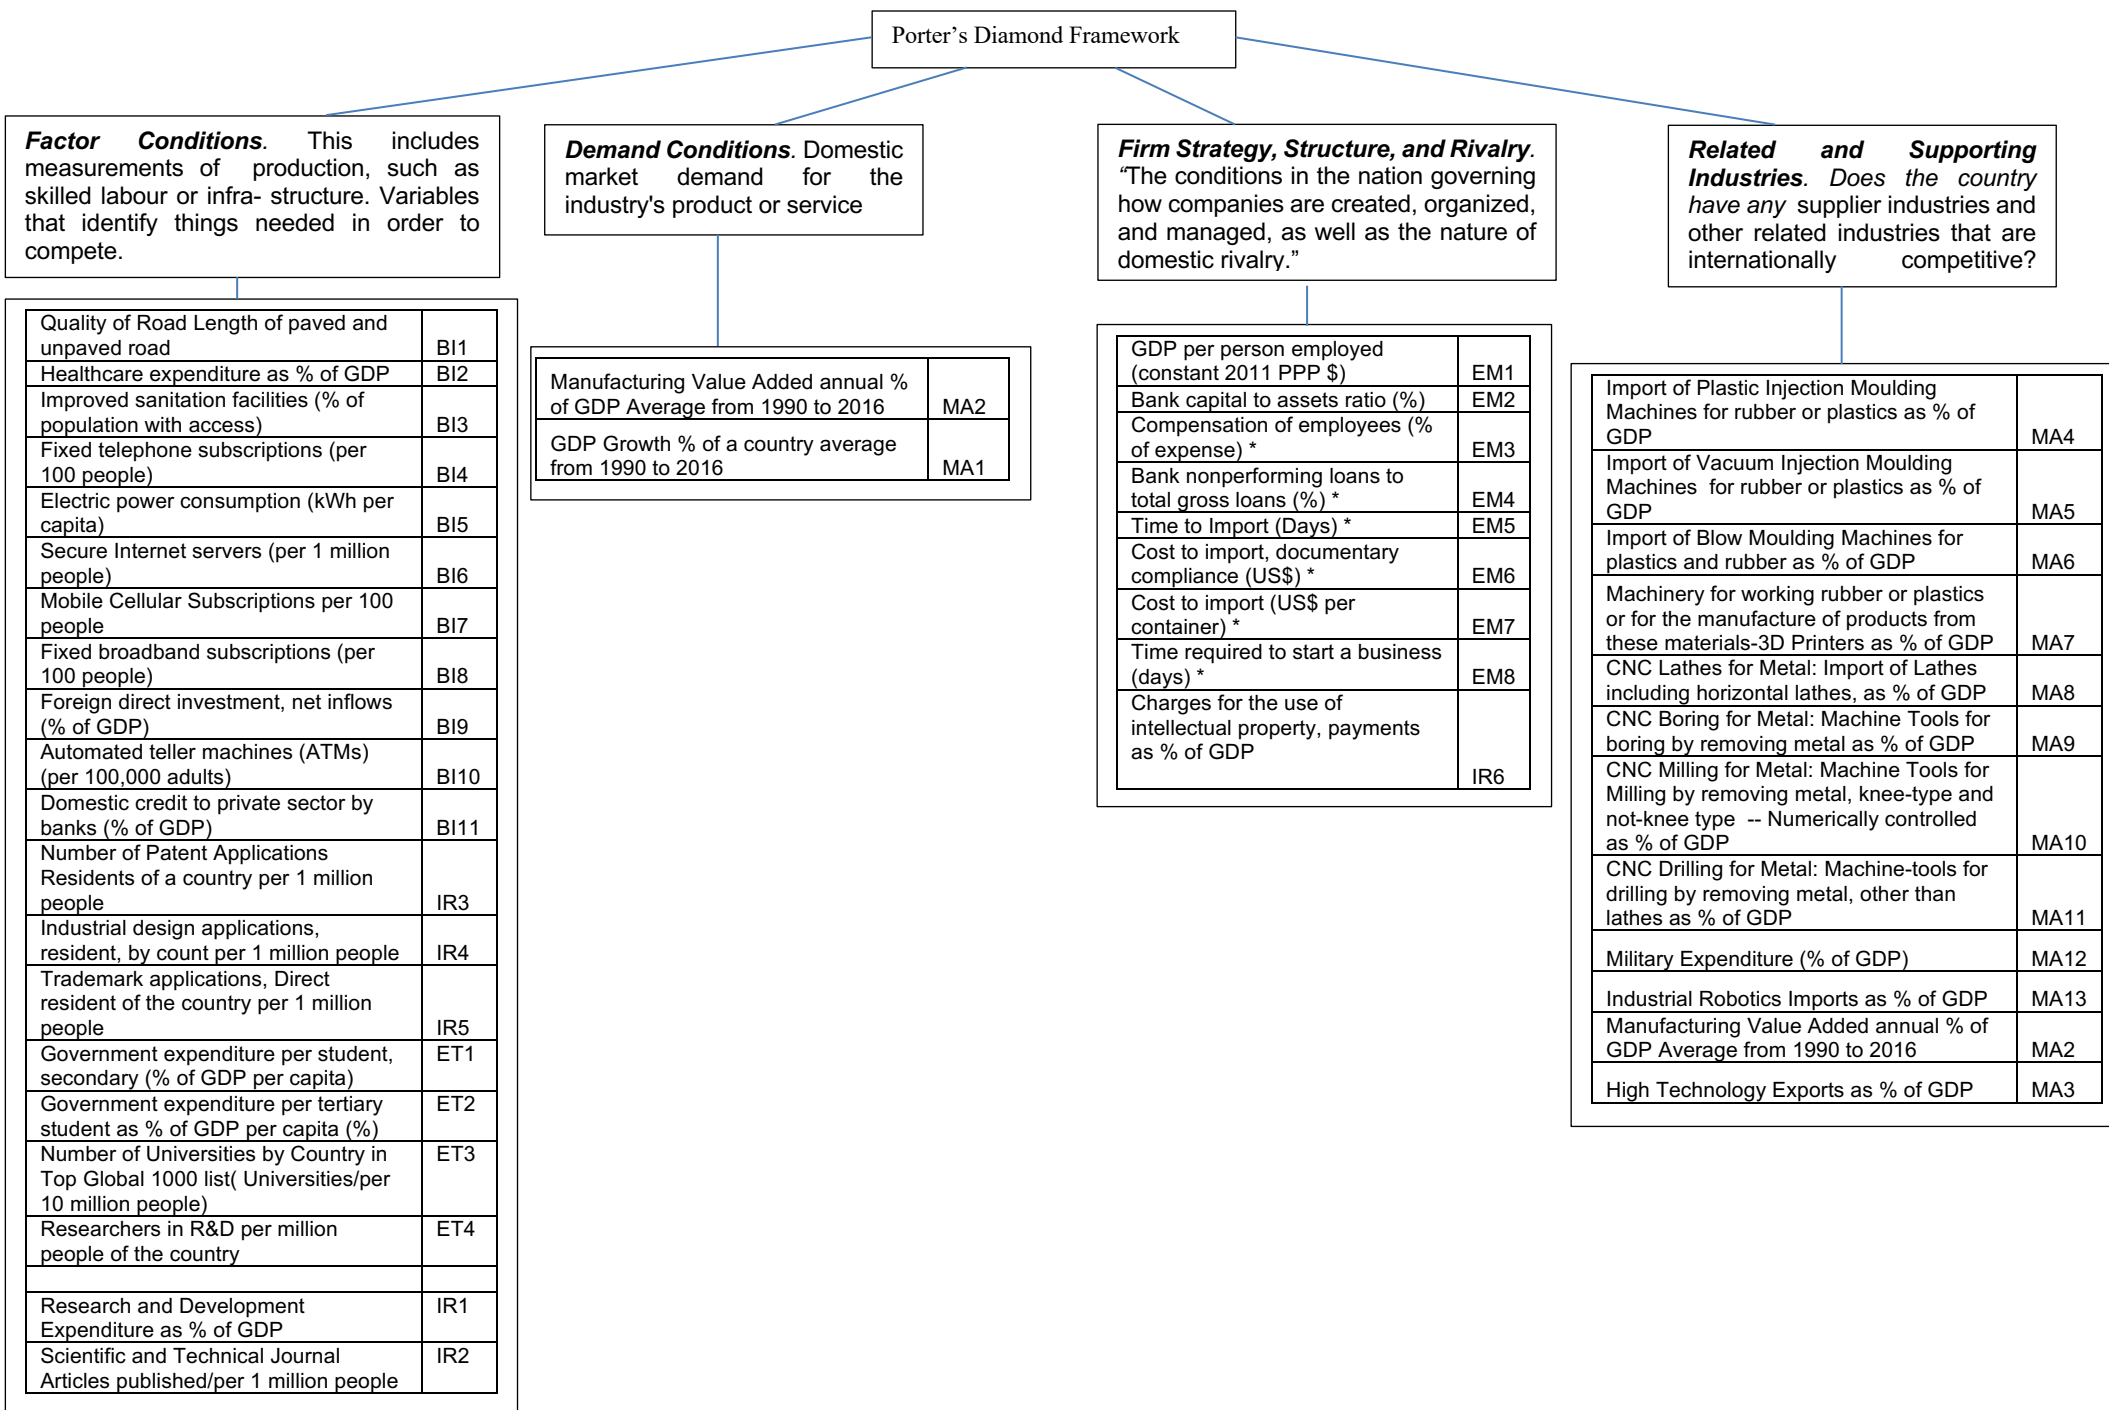 Porter’s Diamond Framework
Factor Conditions. This includes
measurements of production, such as
skilled labour or infra- structure. Variables
that identify things needed in order to
compete.
Quality of Road Length of paved and
unpaved road BI1
Healthcare expenditure as % of GDP BI2
Improved sanitation facilities (% of
population with access) BI3
Fixed telephone subscriptions (per
100 people) BI4
Electric power consumption (kWh per
capita) BI5
Secure Internet servers (per 1 million
people) BI6
Mobile Cellular Subscriptions per 100
people BI7
Fixed broadband subscriptions (per
100 people) BI8
Foreign direct investment, net inflows
(% of GDP) BI9
Automated teller machines (ATMs)
(per 100,000 adults) BI10
Domestic credit to private sector by
banks (% of GDP) BI11
Number of Patent Applications
Residents of a country per 1 million
people IR3
Industrial design applications,
resident, by count per 1 million people IR4
Trademark applications, Direct
resident of the country per 1 million
people IR5
Government expenditure per student, ET1
secondary (% of GDP per capita)
Government expenditure per tertiary ET2
student as % of GDP per capita (%)
Number of Universities by Country in ET3
Top Global 1000 list( Universities/per
10 million people)
Researchers in R&D per million ET4
people of the country
Research and Development IR1
Expenditure as % of GDP
Scientific and Technical Journal IR2
Articles published/per 1 million people
Demand Conditions. Domestic
market demand for the
industry's product or service
Manufacturing Value Added annual %
of GDP Average from 1990 to 2016 MA2
GDP Growth % of a country average
from 1990 to 2016 MA1
Firm Strategy, Structure, and Rivalry.
“The conditions in the nation governing
how companies are created, organized,
and managed, as well as the nature of
domestic rivalry.”
GDP per person employed
(constant 2011 PPP $) EM1
Bank capital to assets ratio (%) EM2
Compensation of employees (%
of expense) * EM3
Bank nonperforming loans to
total gross loans (%) * EM4
Time to Import (Days) * EM5
Cost to import, documentary
compliance (US$) * EM6
Cost to import (US$ per
container) * EM7
Time required to start a business
(days) * EM8
Charges for the use of
intellectual property, payments
as % of GDP
IR6
Related and Supporting
Industries. Does the country
have any supplier industries and
other related industries that are
internationally competitive?
Import of Plastic Injection Moulding
Machines for rubber or plastics as % of
GDP MA4
Import of Vacuum Injection Moulding
Machines for rubber or plastics as % of
GDP MA5
Import of Blow Moulding Machines for
plastics and rubber as % of GDP MA6
Machinery for working rubber or plastics
or for the manufacture of products from
these materials-3D Printers as % of GDP MA7
CNC Lathes for Metal: Import of Lathes
including horizontal lathes, as % of GDP MA8
CNC Boring for Metal: Machine Tools for
boring by removing metal as % of GDP MA9
CNC Milling for Metal: Machine Tools for
Milling by removing metal, knee-type and
not-knee type -- Numerically controlled
as % of GDP MA10
CNC Drilling for Metal: Machine-tools for
drilling by removing metal, other than
lathes as % of GDP MA11
Military Expenditure (% of GDP) MA12
Industrial Robotics Imports as % of GDP MA13
Manufacturing Value Added annual % of
GDP Average from 1990 to 2016 MA2
High Technology Exports as % of GDP MA3